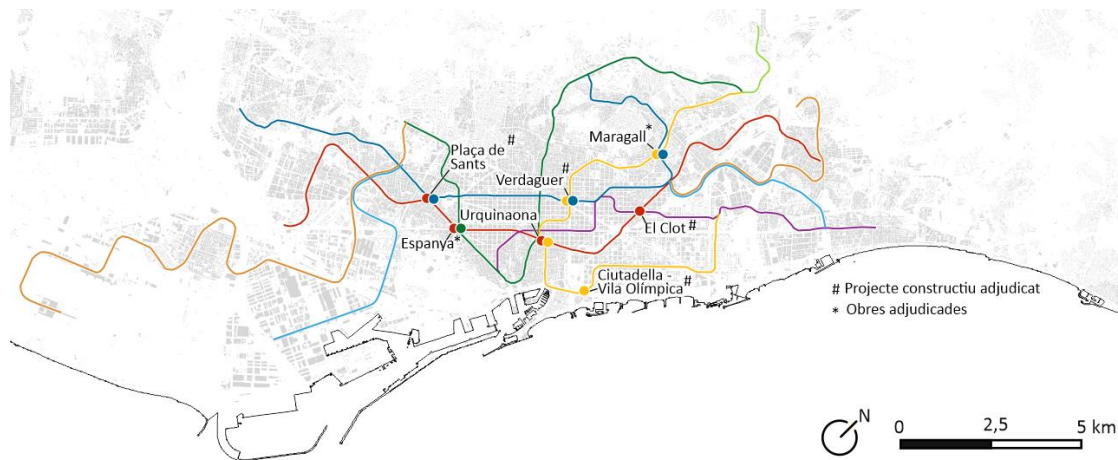 Plaça de #
Sants
Maragall *
Verdaguer #
Urquinaona
Espanya *
El Clot #
Ciutadella -
Vila Olímpica #
# Projecte constructiu adjudicat
* Obres adjudicades
N
0 2,5 5 km